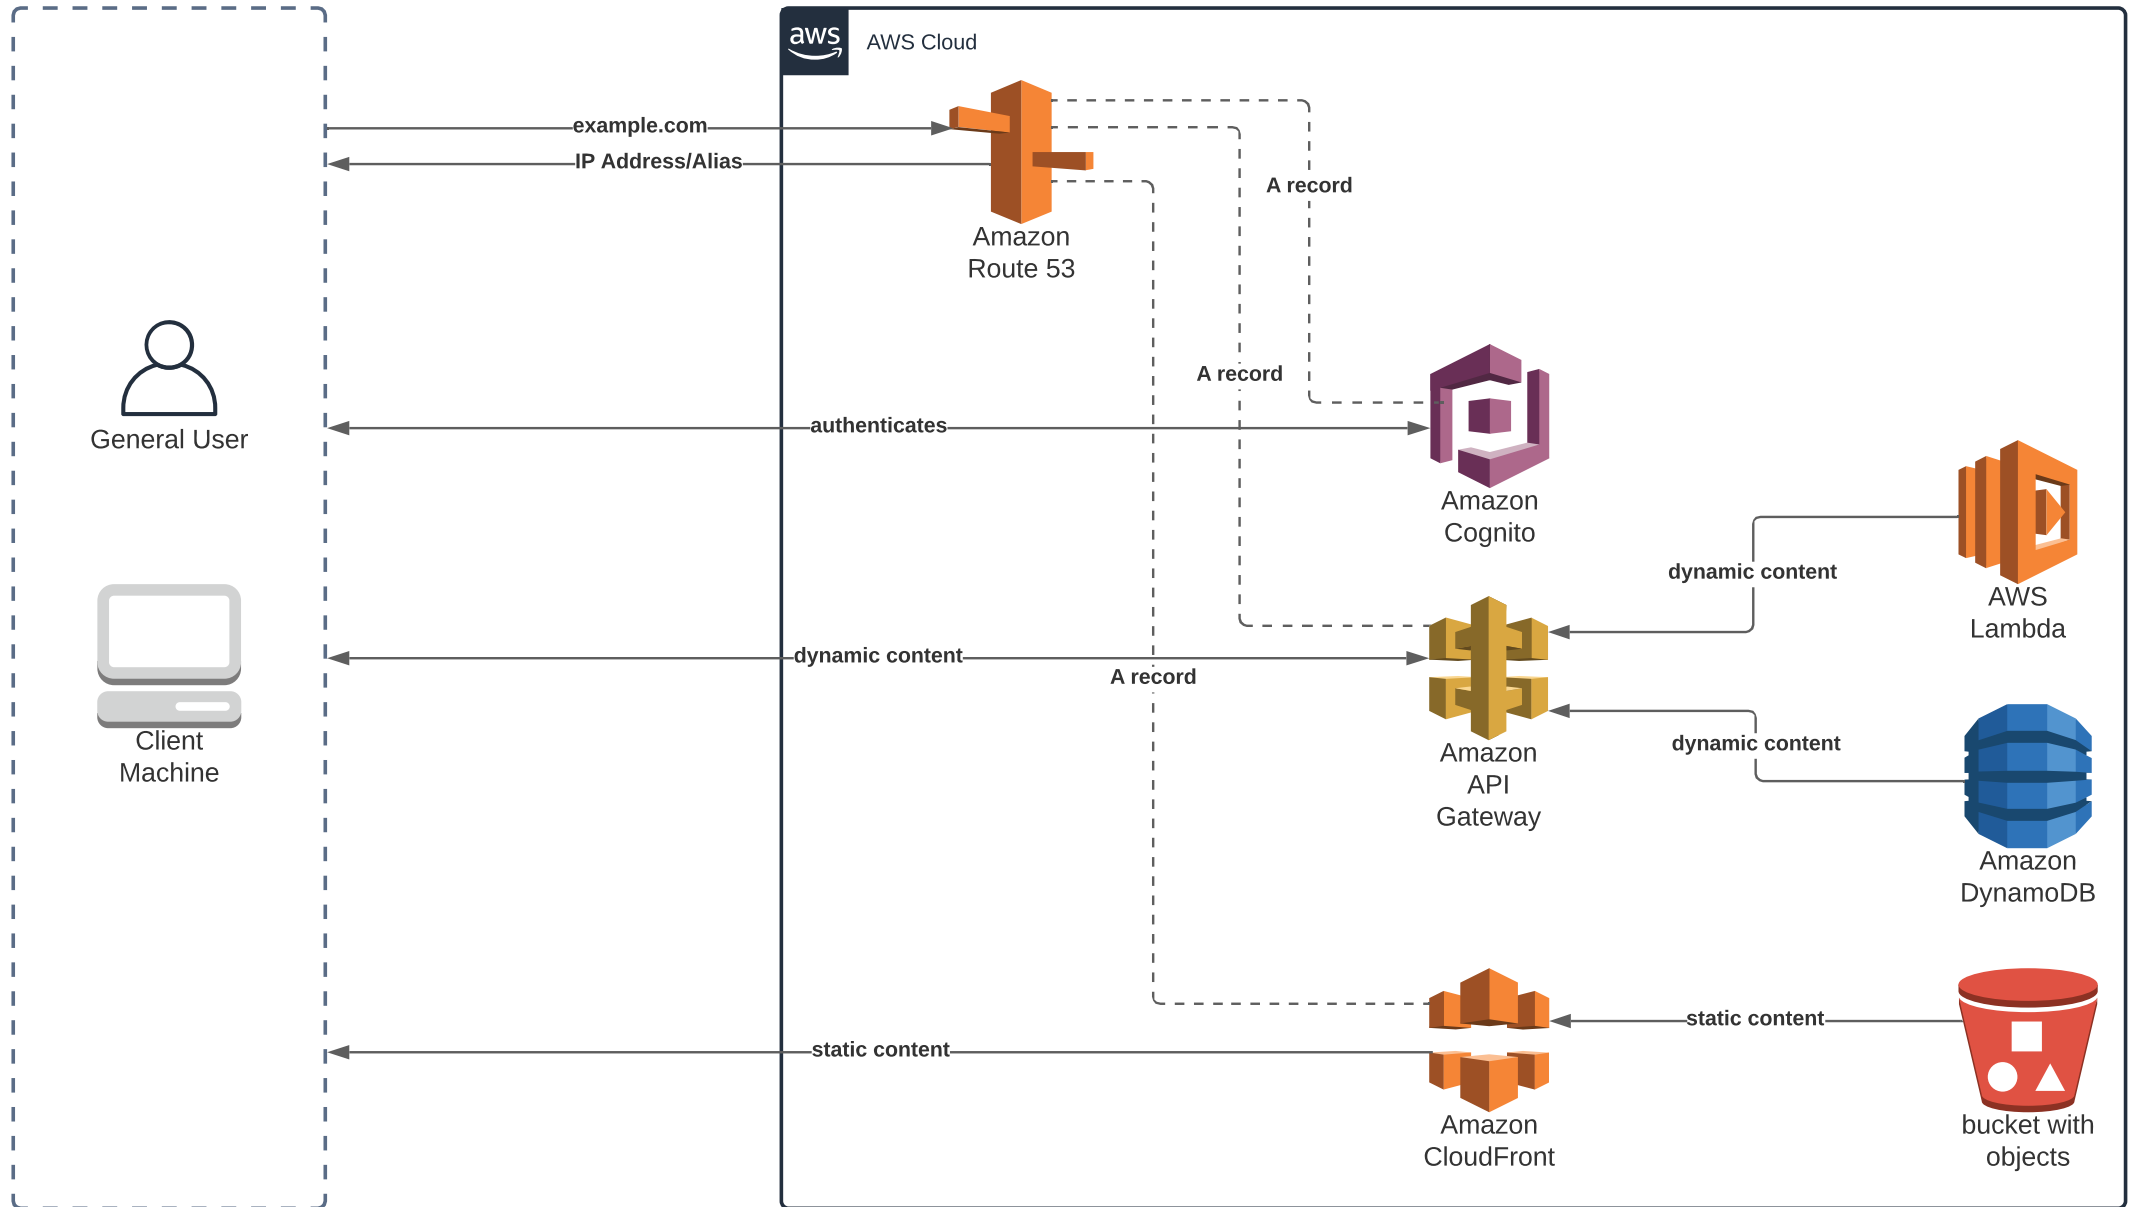 aws
AWS Cloud
example.com
IP Address/Alias
Amazon
Route 53
A record
A record
General User
authenticates
Amazon
Cognito
dynamic content
AWS
Lambda
dynamic content
A record
Client
Machine
Amazon
API
Gateway
dynamic content
Amazon
DynamoDB
static content
static content
Amazon
CloudFront
bucket with
objects